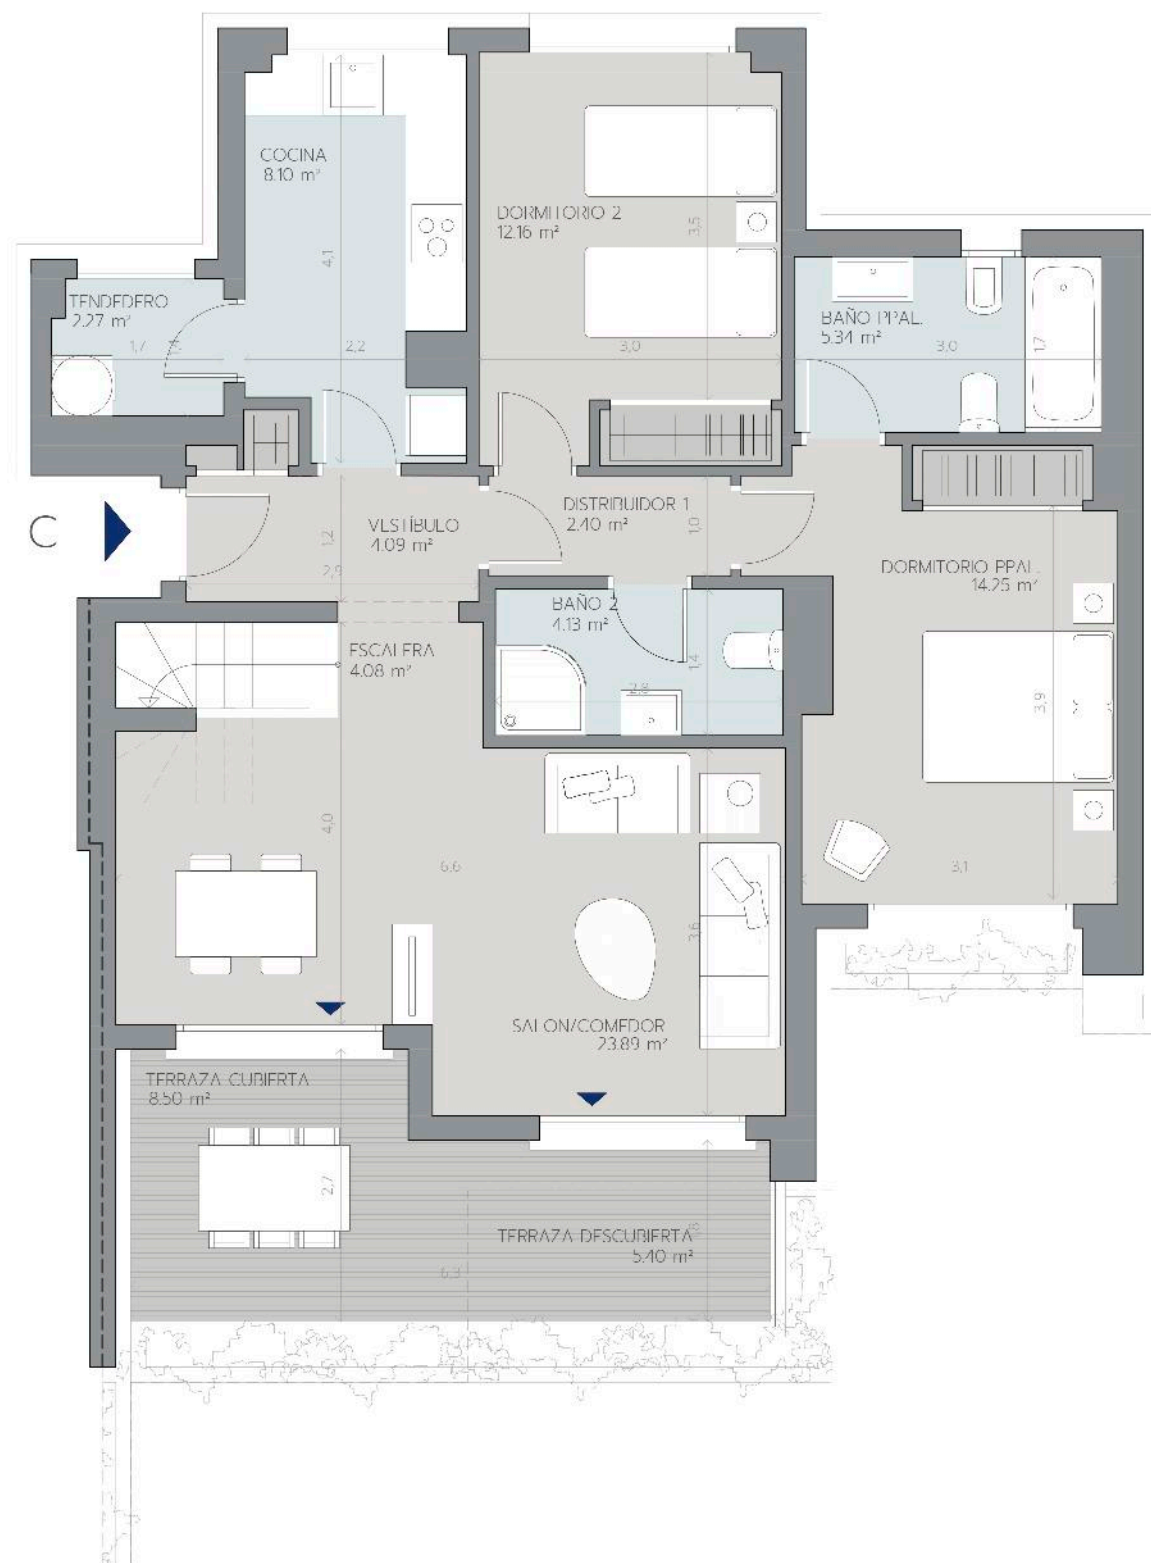 COCINA
8.10 m²
4,1
2,2
DORMITORIO 2
12.16 m²
3,5
3,0
TENDEDERO
2.27 m²
1,7
BAÑO PPAL.
5.34 m²
3,0
1,7
C
VESTÍBULO
4.09 m²
1,2
2,9
DISTRIBUIDOR 1
2.40 m²
1,0
DORMITORIO PPAL.
14.25 m²
3,9
3,1
BAÑO 2
4.13 m²
1,4
2,8
ESCALERA
4.08 m²
4,0
6,6
3,6
SALON/COMEDOR
23.89 m²
TERRAZA CUBIERTA
8.50 m²
2,7
TERRAZA DESCUBIERTA
5.40 m²
6,3